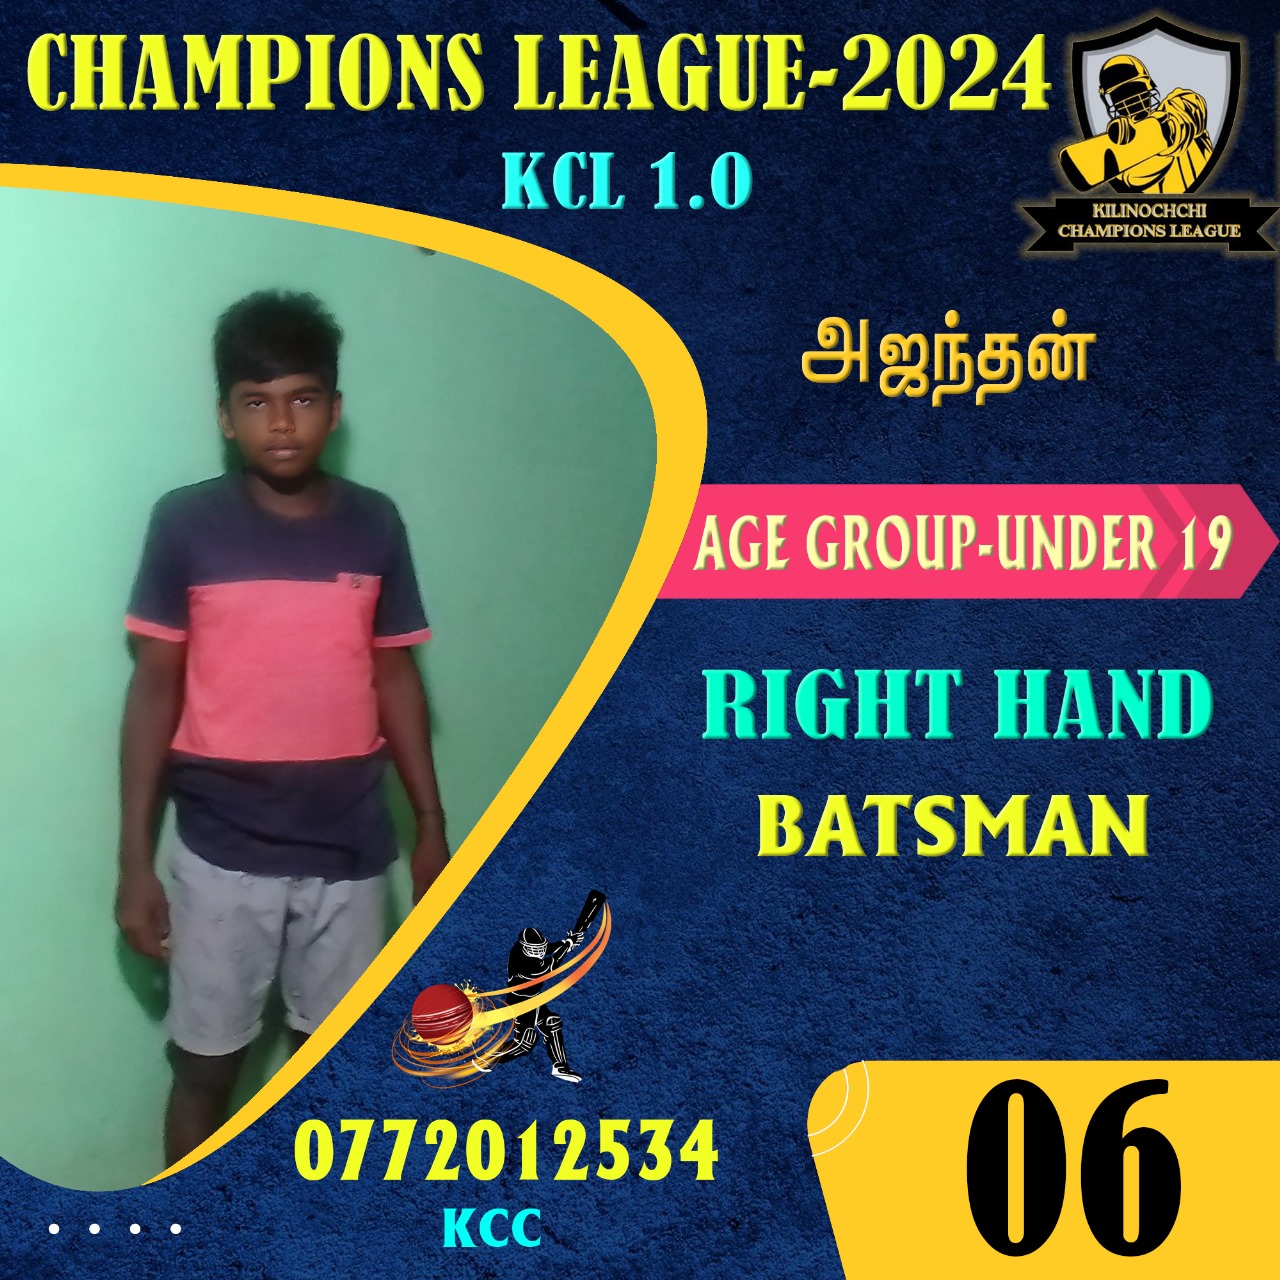 CHAMPIONS LEAGUE-2024
KCL 1.0
KILINOCHCHI
CHAMPIONS LEAGUE
அஜந்தன்
AGE GROUP-UNDER 19
RIGHT HAND
BATSMAN
0772012534
KCC
06